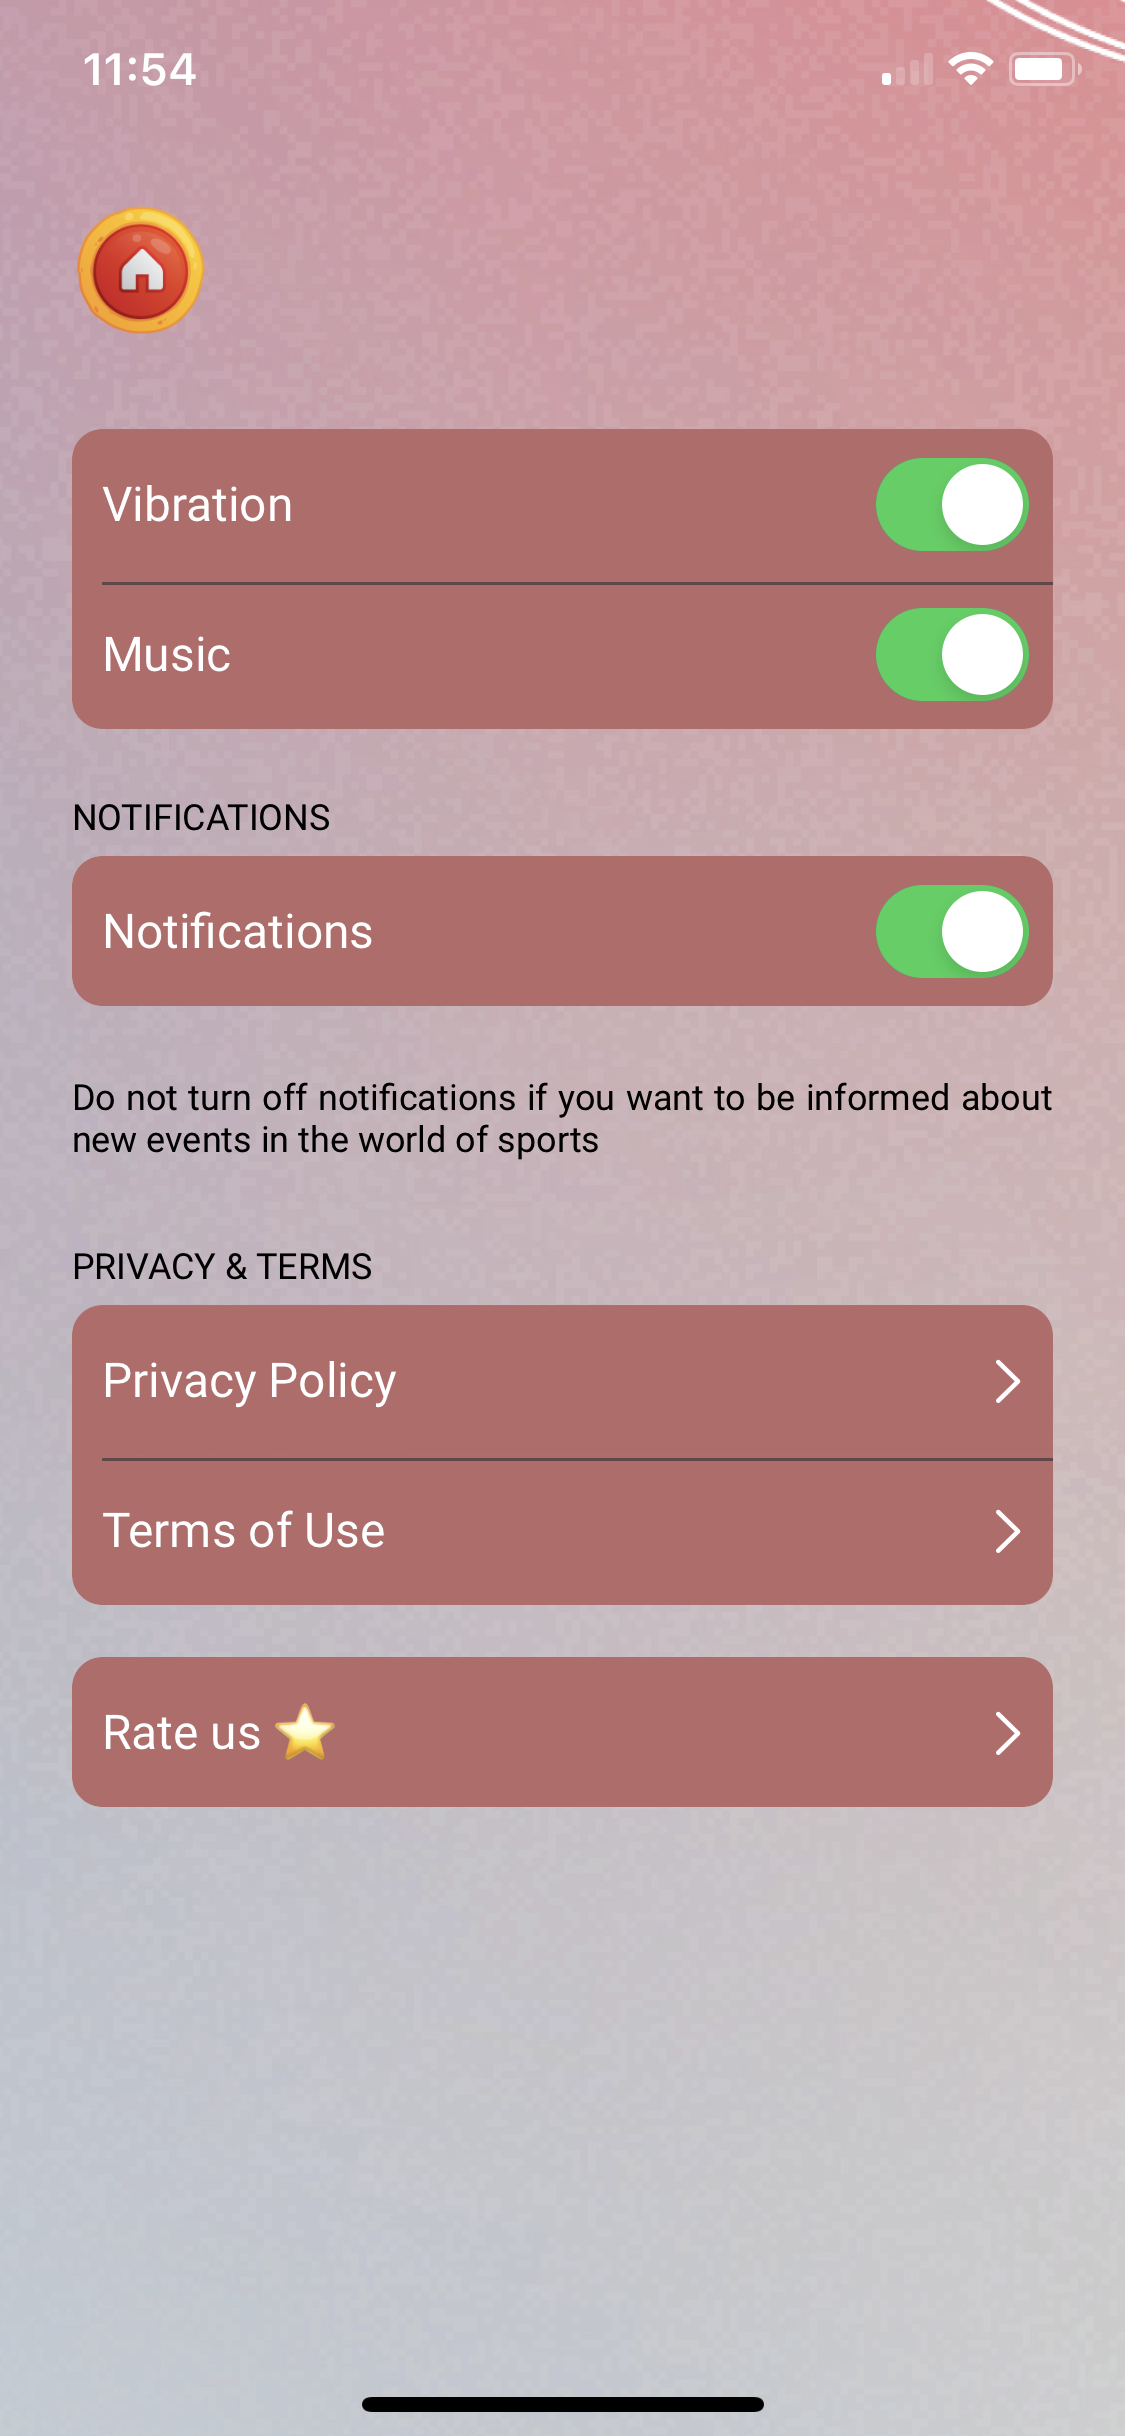 11:54
Vibration
Music
NOTIFICATIONS
Notifications
Do not turn off notifications if you want to be informed about
new events in the world of sports
PRIVACY & TERMS
Privacy Policy
Terms of Use
Rate us ⭐